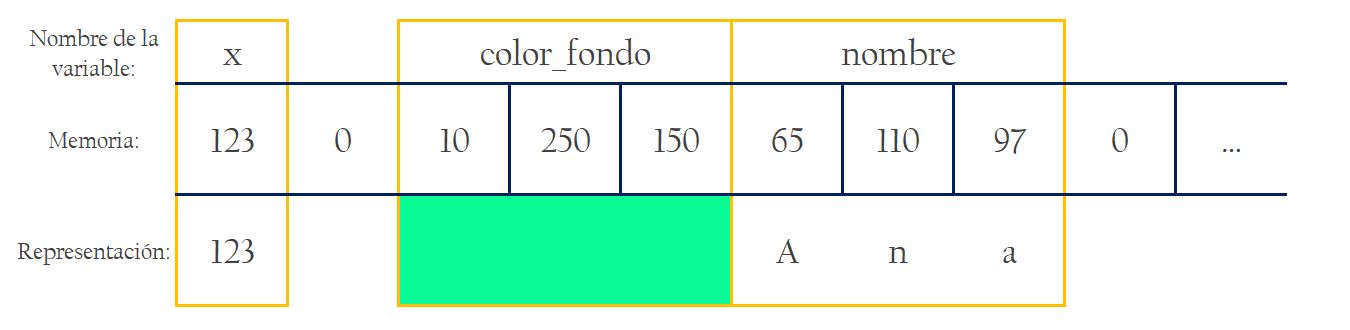 Nombre de la
variable:
x
color_fondo
nombre
Memoria:
123
0
10
250
150
65
110
97
0
...
Representación:
123
A
n
a